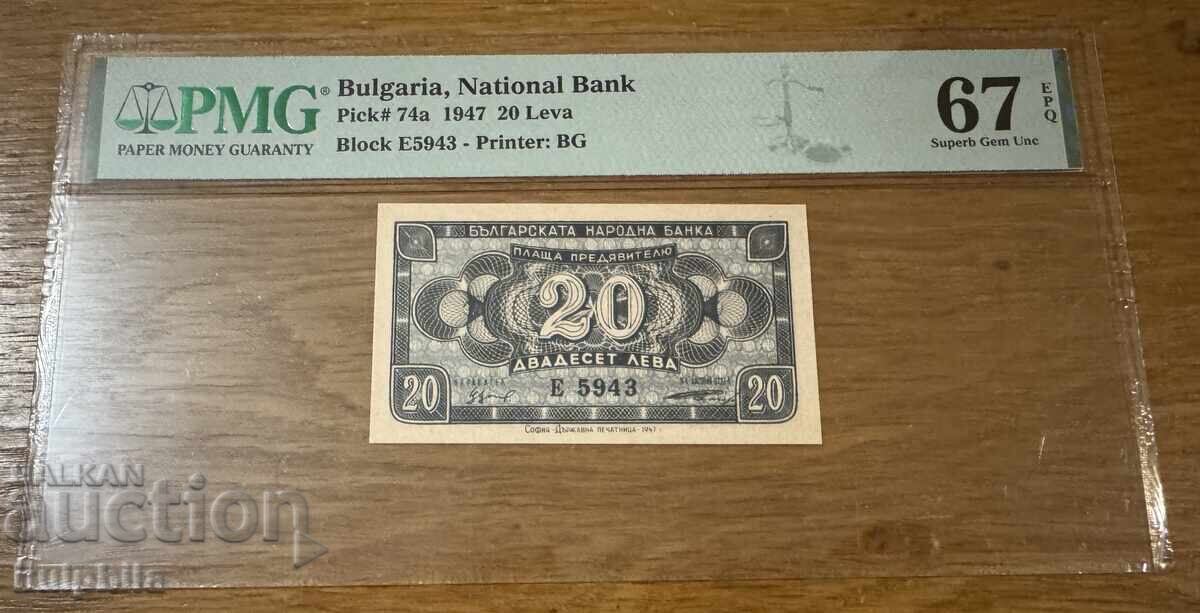 PMG®
PAPER MONEY GUARANTY
Bulgaria, National Bank
Pick# 74a 1947 20 Leva
Block E5943 - Printer: BG
67
EPQ
Superb Gem Unc
20
БЪЛГАРСКАТА НАРОДНА БАНКА
20
ПЛАЩА ПРЕДЯВИТЕЛЮ
20
ДВАДЕСЕТ ЛЕВА
Е 5943
20
20
СОФИЯ - ДЪРЖАВНА ПЕЧАТНИЦА - 1947
BALKAN
auction